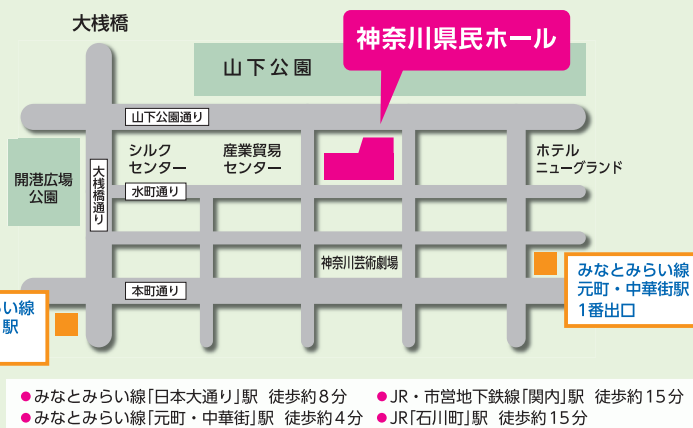 大桟橋
神奈川県民ホール
山下公園
山下公園通り
シルク
センター
産業貿易
センター
ホテル
ニューグランド
開港広場
公園
大桟橋通り
水町通り
神奈川芸術劇場
みなとみらい線
元町・中華街駅
1番出口
本町通り
い線
駅
●みなとみらい線「日本大通り」駅 徒歩約8分
●JR・市営地下鉄線「関内」駅 徒歩約15分
●みなとみらい線「元町・中華街」駅 徒歩約4分
●JR「石川町」駅 徒歩約15分